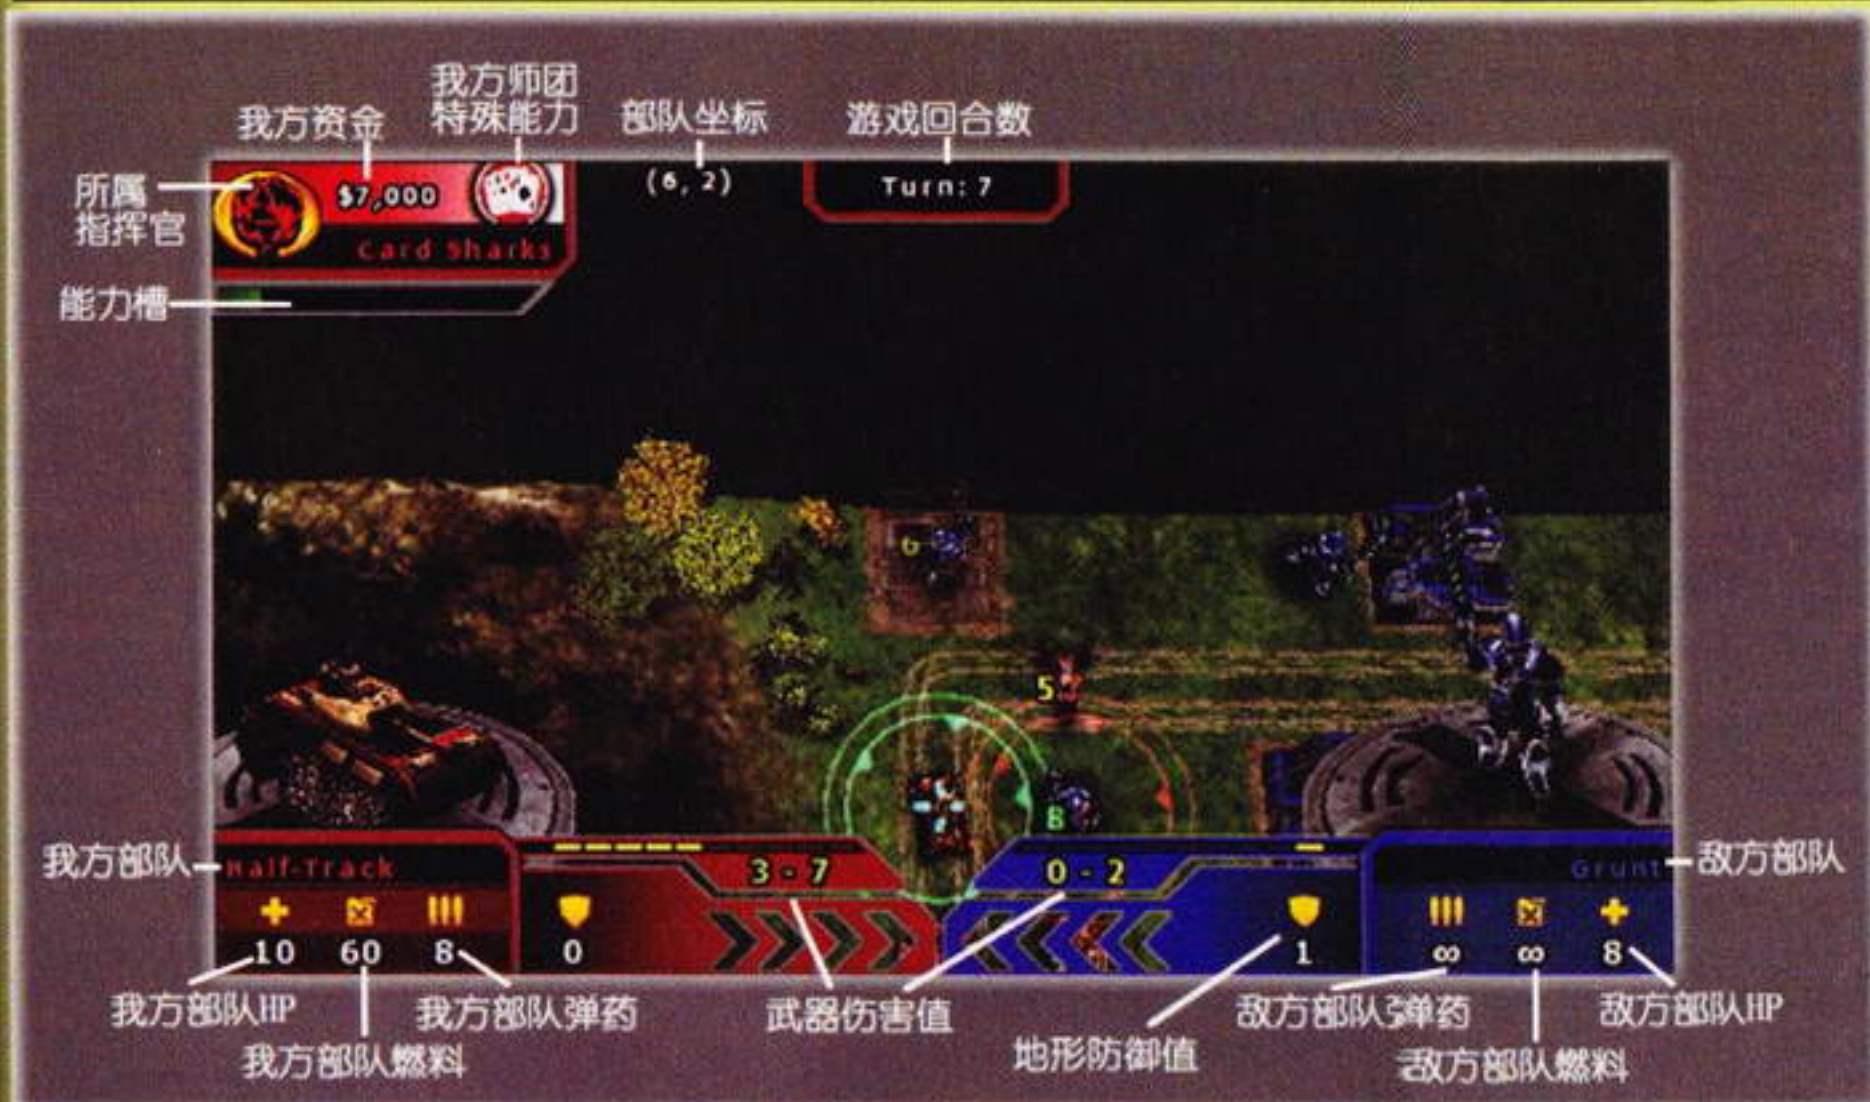 我方师团
特殊能力
我方资金
部队坐标
游戏回合数
所属
指挥官
$7,000
(6, 2)
Turn: 7
Card Sharks
能力槽
6
5
8
我方部队
Half-Track
3 - 7
0 - 2
Grunt
敌方部队
10
60
8
0
1
∞
∞
8
我方部队HP
我方部队弹药
武器伤害值
敌方部队弹药
敌方部队HP
我方部队燃料
地形防御值
敌方部队燃料